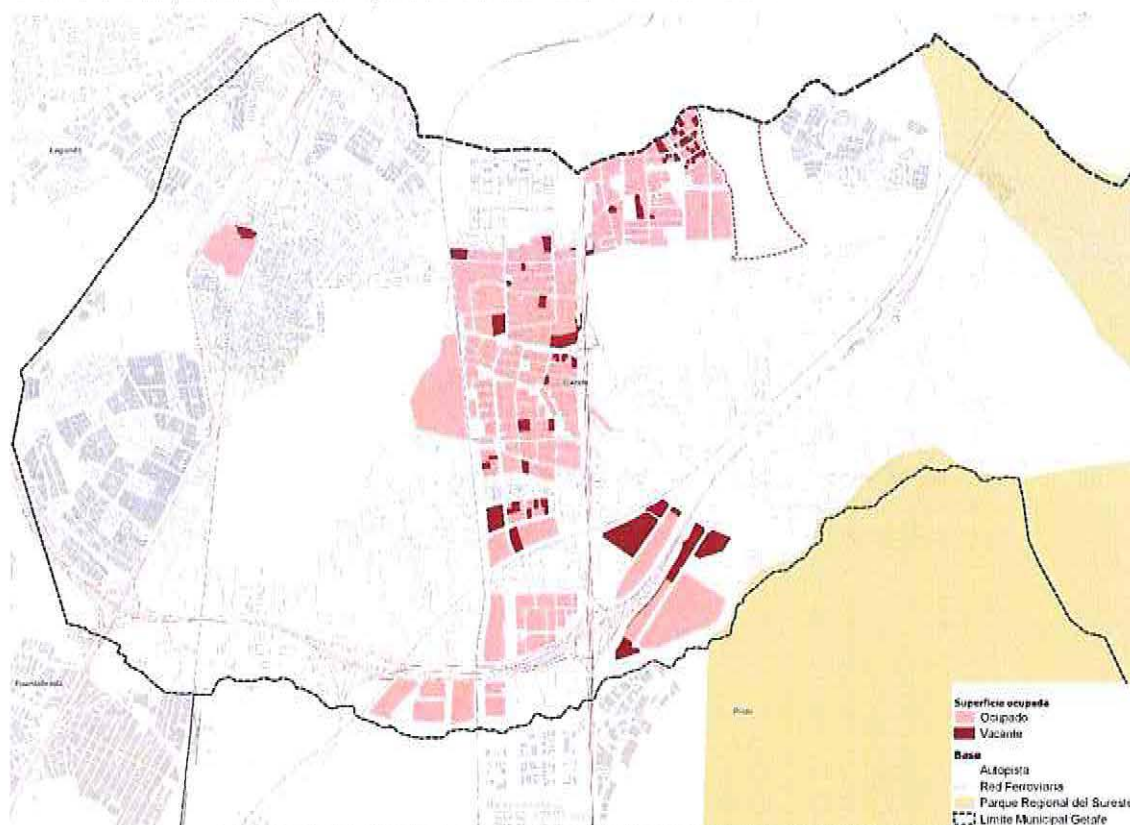 Leganés
Getafe
Fuenlabrada
Pinto
Superficie ocupada
Ocupado
Vacante
Base
Autopista
Red Ferroviaria
Parque Regional del Sureste
Límite Municipal Getafe